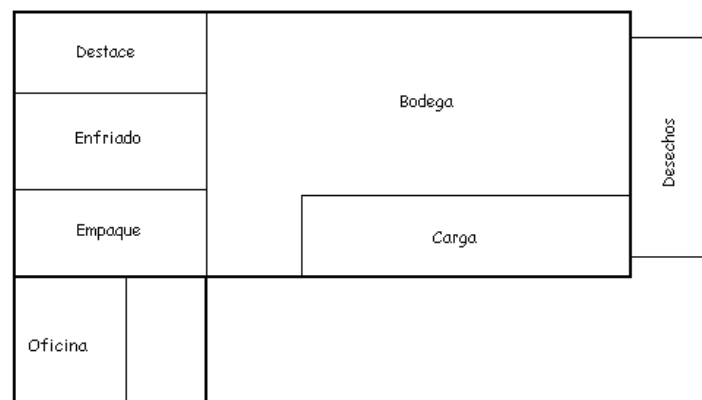 Destace
Bodega
Enfriado
Desechos
Empaque
Carga
Oficina